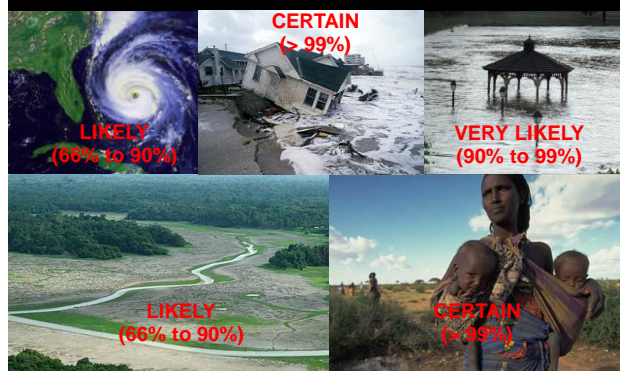 CERTAIN
(> 99%)
LIKELY
(66% to 90%)
VERY LIKELY
(90% to 99%)
LIKELY
(66% to 90%)
CERTAIN
(> 99%)